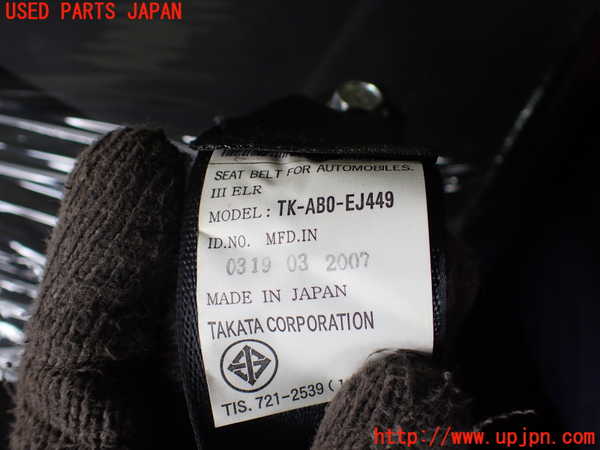 USED PARTS JAPAN
SEAT BELT FOR AUTOMOBILES.
III ELR
MODEL: TK-AB0-EJ449
ID.NO. MFD.IN
0319 03 2007
MADE IN JAPAN
TAKATA CORPORATION
TIS. 721-2539 (1
http://www.upjpn.com/